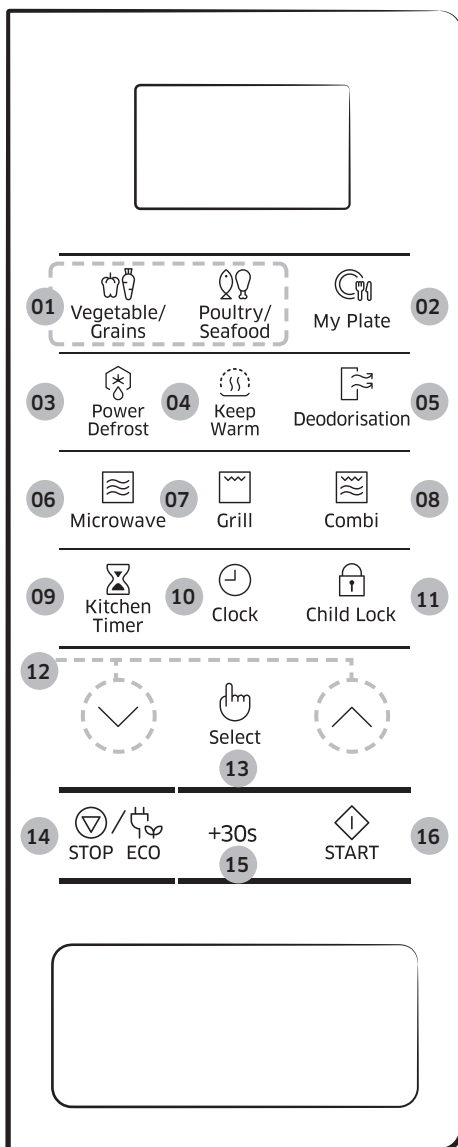 01
Vegetable/
Grains
Poultry/
Seafood
My Plate
02
03
Power
Defrost
04
Keep
Warm
Deodorisation
05
06
Microwave
07
Grill
Combi
08
09
Kitchen
Timer
10
Clock
Child Lock
11
12
Select
13
14
STOP ECO
+30s
15
START
16